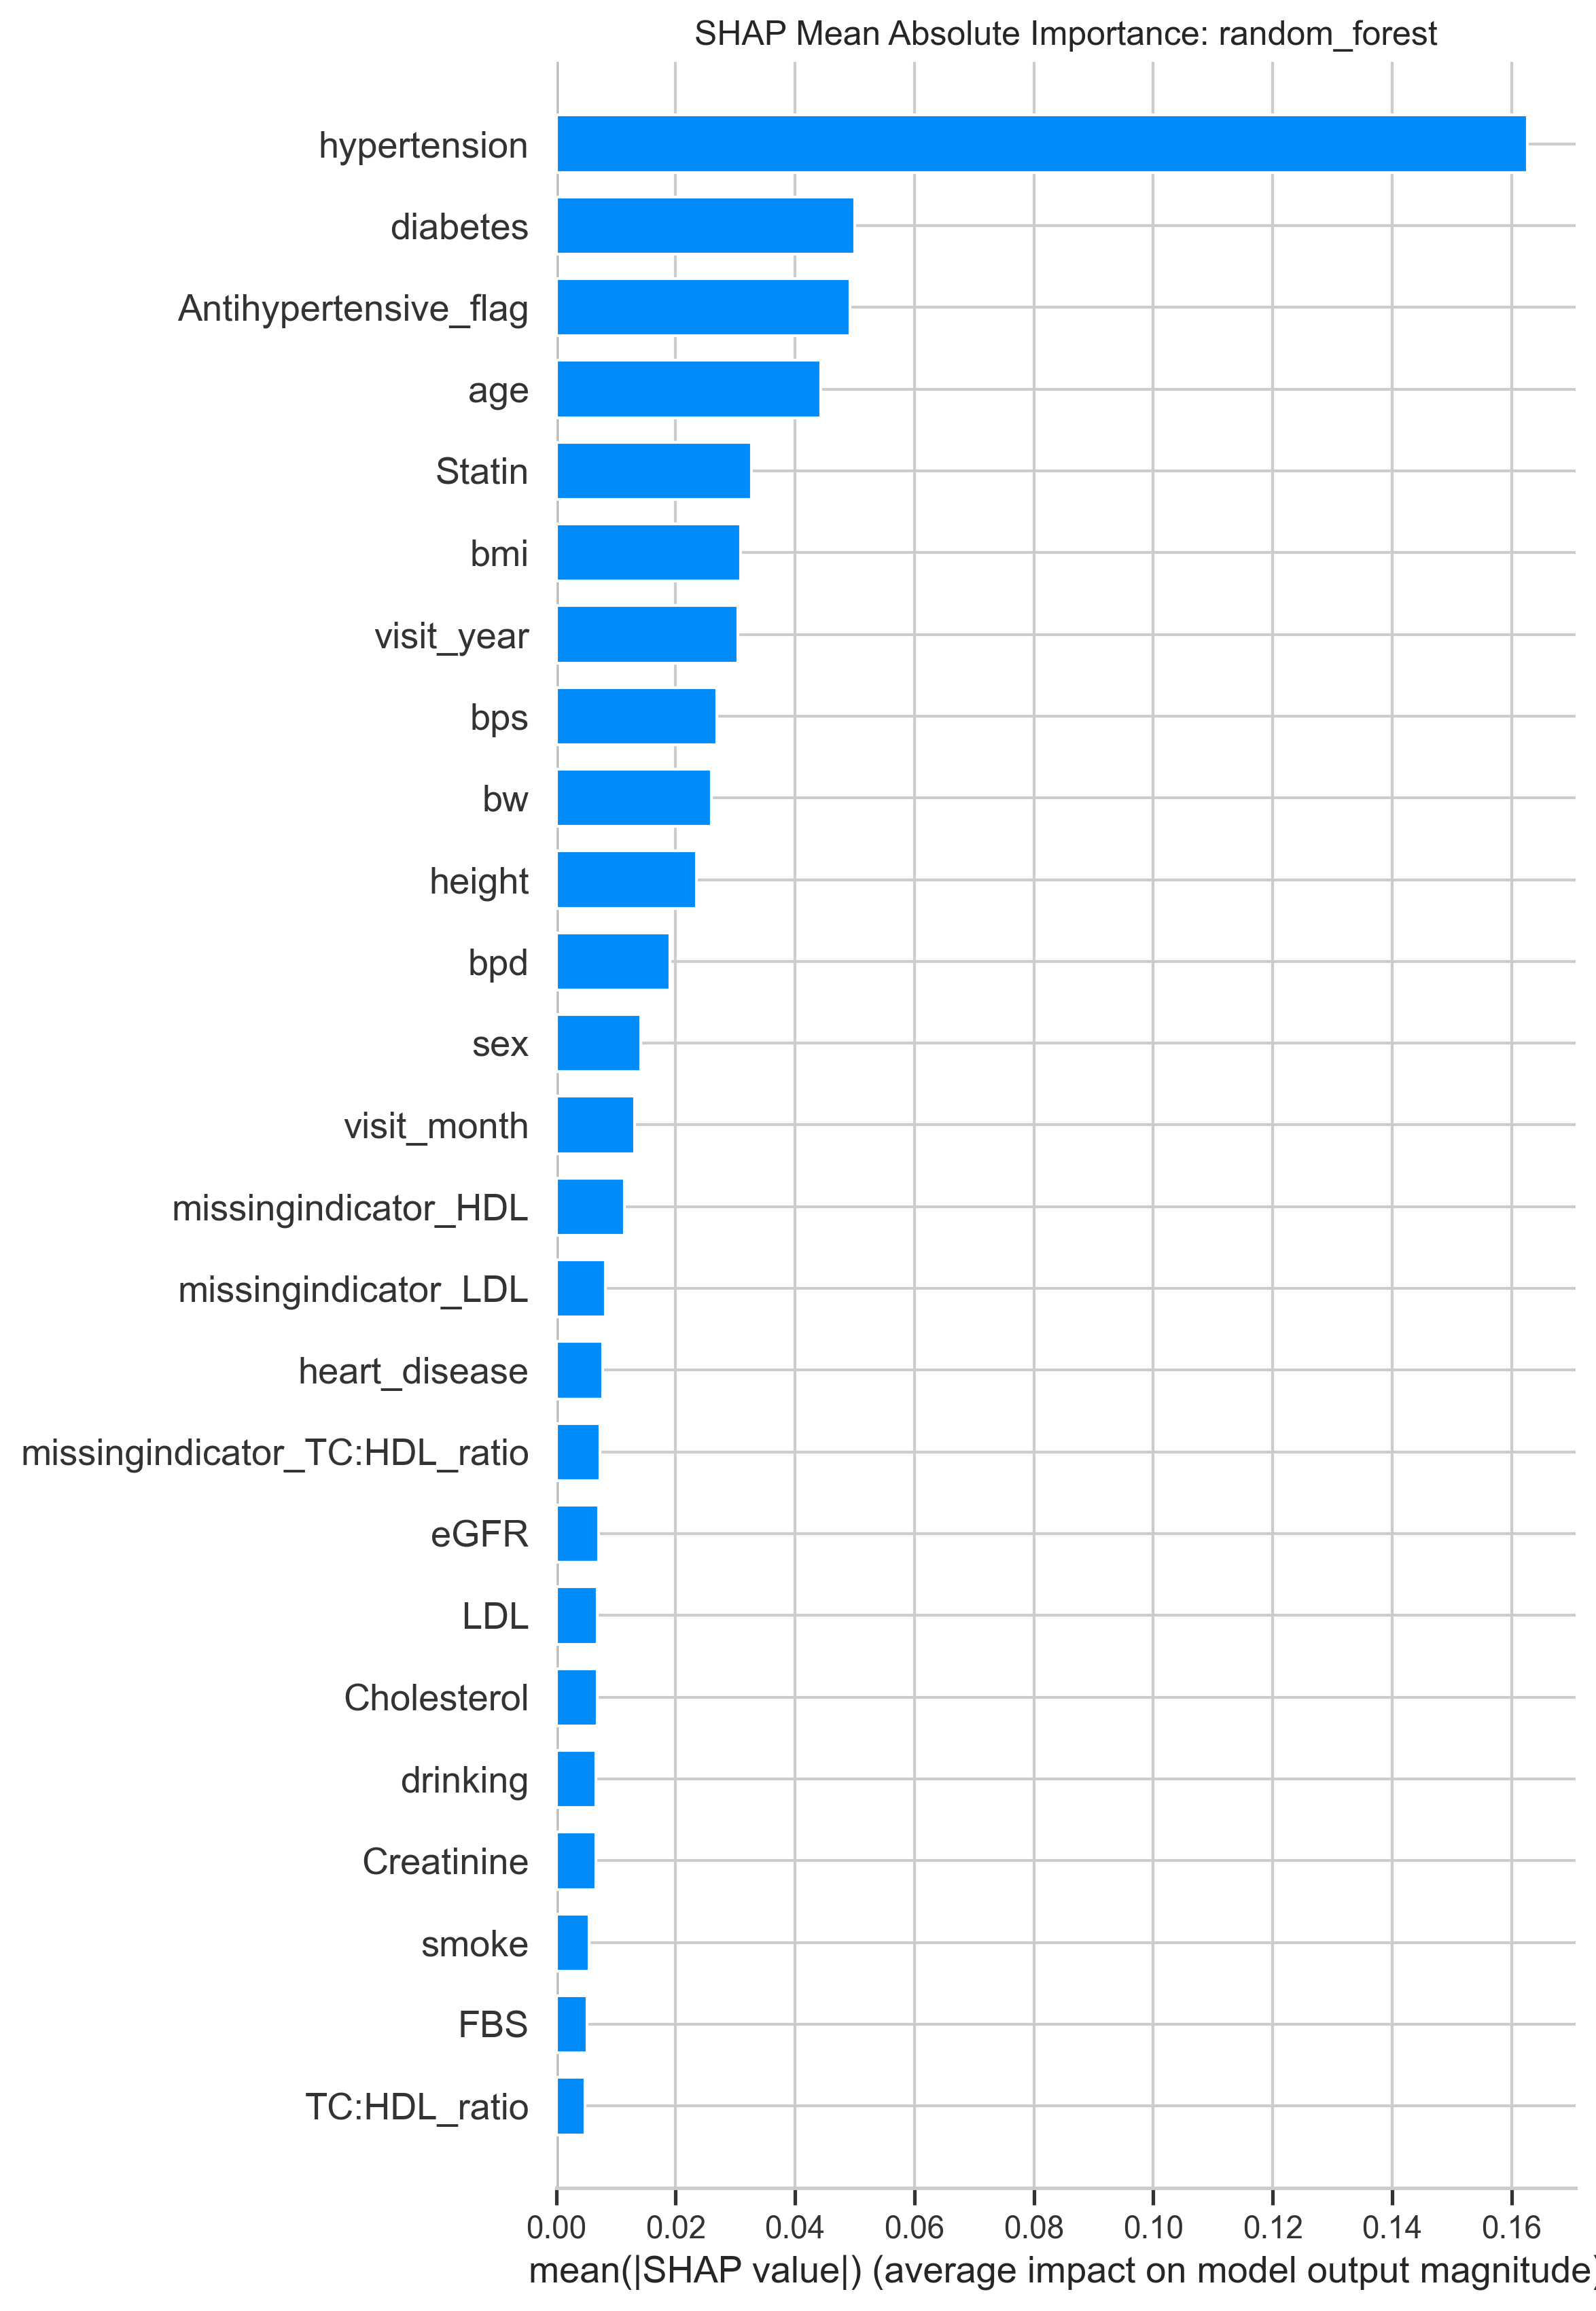 SHAP Mean Absolute Importance: random_forest
hypertension
diabetes
Antihypertensive_flag
age
Statin
bmi
visit_year
bps
bw
height
bpd
sex
visit_month
missingindicator_HDL
missingindicator_LDL
heart_disease
missingindicator_TC:HDL_ratio
eGFR
LDL
Cholesterol
drinking
Creatinine
smoke
FBS
TC:HDL_ratio
0.00 0.02 0.04 0.06 0.08 0.10 0.12 0.14 0.16
mean(|SHAP value|) (average impact on model output magnitude)